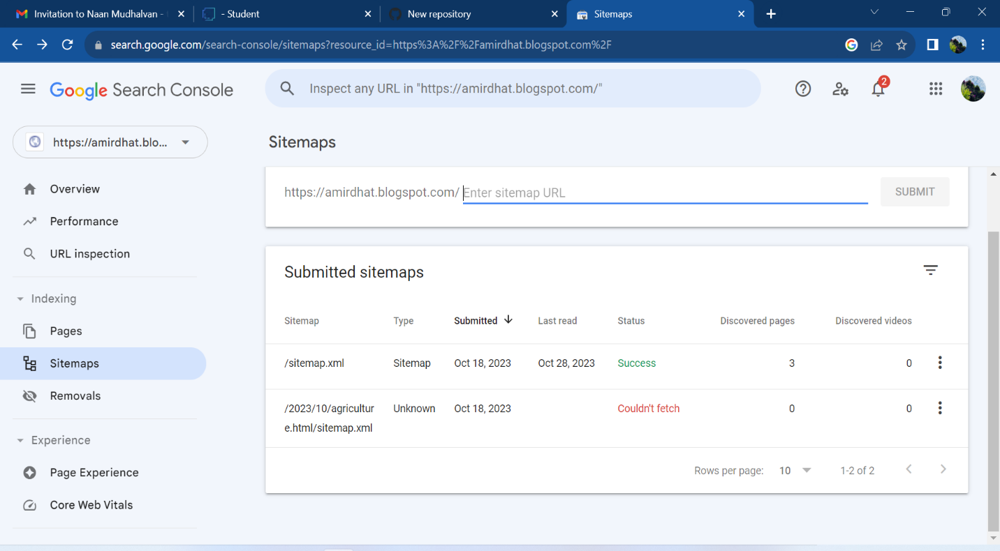 Invitation to Naan Mudhalvan -
- Student
New repository
Sitemaps
search.google.com/search-console/sitemaps?resource_id=https%3A%2F%2Famirdhat.blogspot.com%2F
Google Search Console
Inspect any URL in "https://amirdhat.blogspot.com/"
2
https://amirdhat.blo...
Sitemaps
Overview
Performance
URL inspection
Indexing
Pages
Sitemaps
Removals
Experience
Page Experience
Core Web Vitals
https://amirdhat.blogspot.com/ Enter sitemap URL
SUBMIT
Submitted sitemaps
Sitemap Type Submitted Last read Status Discovered pages Discovered videos
/sitemap.xml Sitemap Oct 18, 2023 Oct 28, 2023 Success 3 0
/2023/10/agricultur Unknown Oct 18, 2023 Couldn't fetch 0 0
e.html/sitemap.xml
Rows per page: 10 1-2 of 2